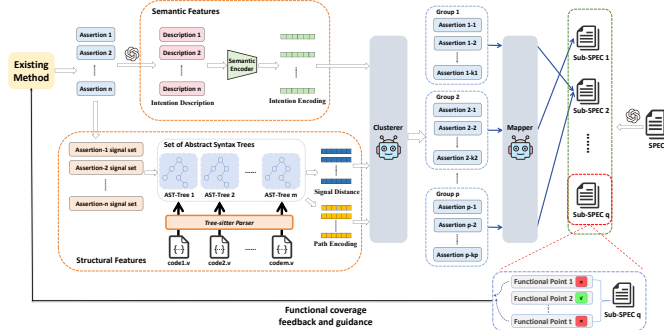 Semantic Features
Existing
Method
Assertion 1
Assertion 2
Assertion n
Description 1
Description 2
Description n
Intention Description
Semantic
Encoder
Intention Encoding
Structural Features
Assertion-1 signal set
Assertion-2 signal set
Assertion-n signal set
Set of Abstract Syntax Trees
AST-Tree 1
AST-Tree 2
......
AST-Tree m
Tree-sitter Parser
code1.v
code2.v
......
codem.v
Signal Distance
Path Encoding
Clusterer
Group 1
Assertion 1-1
Assertion 1-2
Assertion 1-k1
Group 2
Assertion 2-1
Assertion 2-2
Assertion 2-k2
Group p
Assertion p-1
Assertion p-2
Assertion p-kp
Mapper
Sub-SPEC 1
Sub-SPEC 2
Sub-SPEC q
SPEC
Functional Point 1
Functional Point 2
Functional Point t
Sub-SPEC q
Functional coverage
feedback and guidance